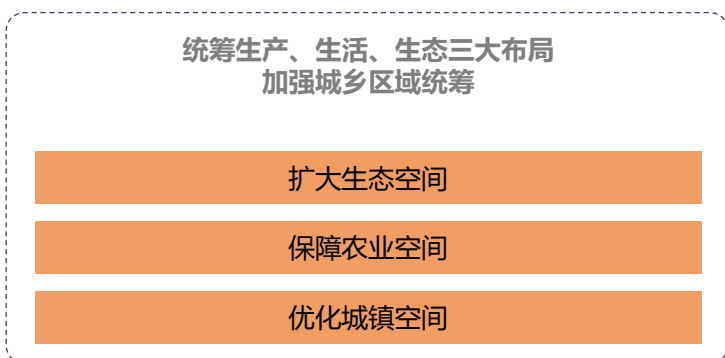 统筹生产、生活、生态三大布局
加强城乡区域统筹
扩大生态空间
保障农业空间
优化城镇空间